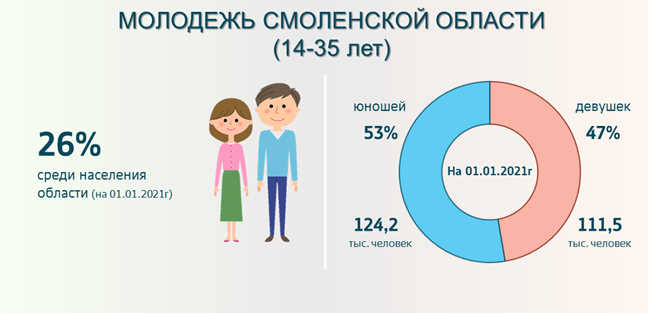 МОЛОДЕЖЬ СМОЛЕНСКОЙ ОБЛАСТИ
(14-35 лет)
26%
среди населения
области (на 01.01.2021г)
юношей
53%
девушек
47%
На 01.01.2021г
124,2
тыс. человек
111,5
тыс. человек